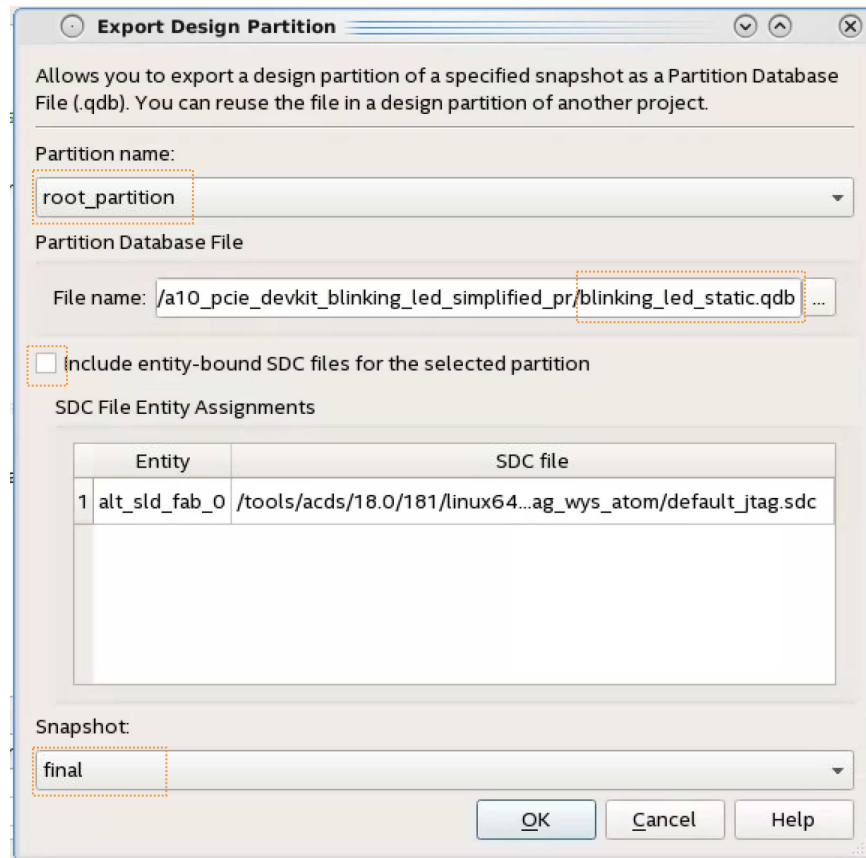 Export Design Partition
Allows you to export a design partition of a specified snapshot as a Partition Database
File (.qdb). You can reuse the file in a design partition of another project.
Partition name:
root_partition
Partition Database File
File name: /a10_pcie_devkit_blinking_led_simplified_pr/blinking_led_static.qdb ...
Include entity-bound SDC files for the selected partition
SDC File Entity Assignments
Entity SDC file
1 alt_sld_fab_0 /tools/acds/18.0/181/linux64...ag_wys_atom/default_jtag.sdc
Snapshot:
final
OK Cancel Help